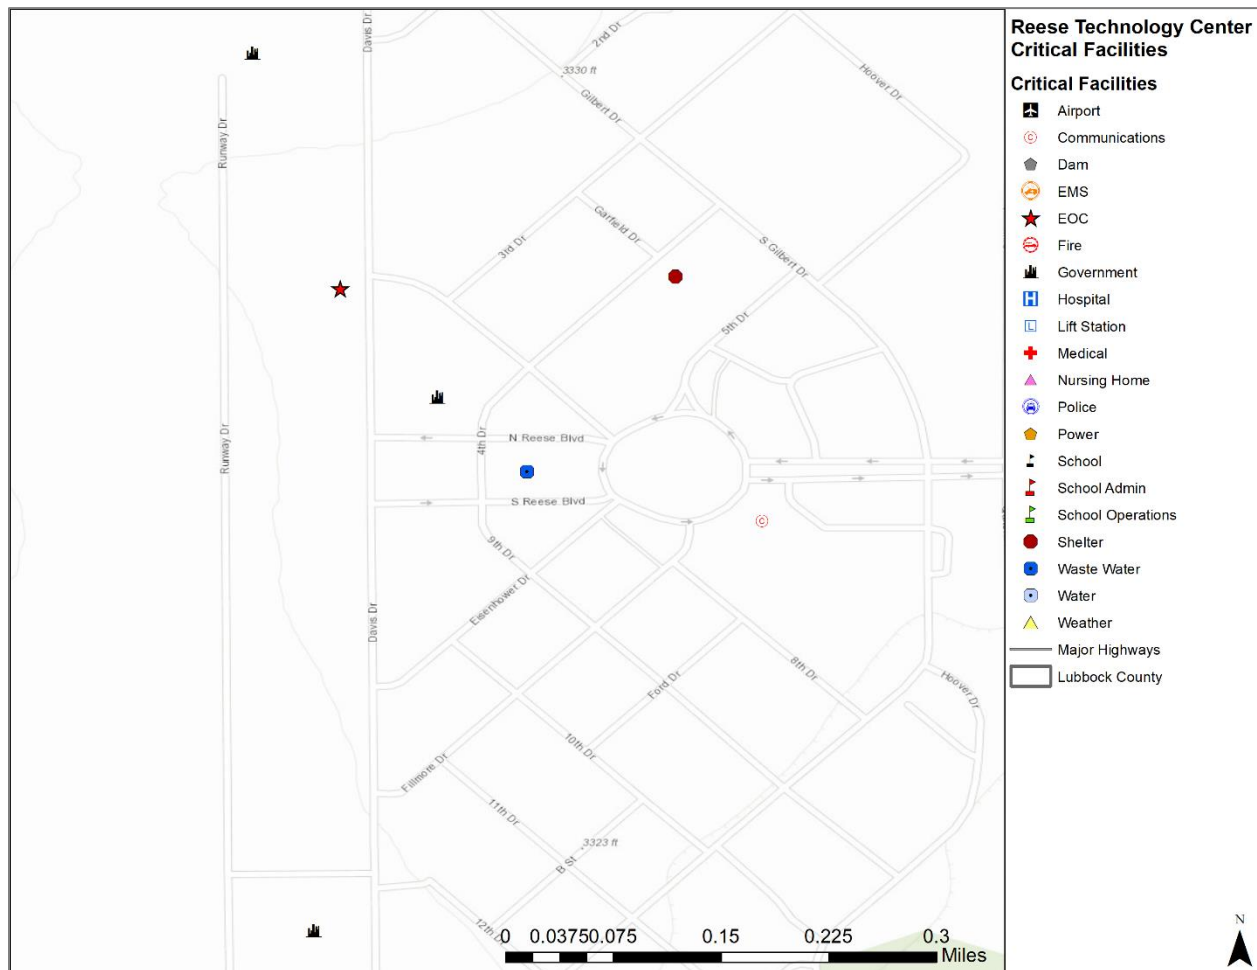 Reese Technology Center
Critical Facilities
Critical Facilities
Airport
Communications
Dam
EMS
EOC
Fire
Government
Hospital
Lift Station
Medical
Nursing Home
Police
Power
School
School Admin
School Operations
Shelter
Waste Water
Water
Weather
Major Highways
Lubbock County
Davis Dr
2nd Dr
3330 ft
Hoover Dr
Gilbert Dr
Runway Dr
Garfield Dr
3rd Dr
S Gilbert Dr
5th Dr
4th Dr
N Reese Blvd
Runway Dr
S Reese Blvd
9th Dr
Eisenhower Dr
Davis Dr
8th Dr
Ford Dr
Hoover Dr
10th Dr
Fillmore Dr
11th Dr
3323 ft
B St
12th Dr
0 0.0375 0.075 0.15 0.225 0.3
Miles
N
C
H
L